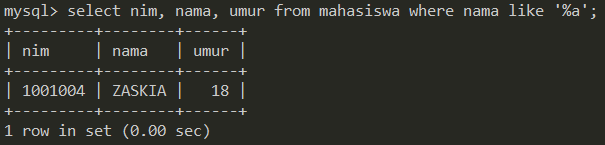 mysql> select nim, nama, umur from mahasiswa where nama like '%a';
+---------+--------+------+
| nim     | nama   | umur |
+---------+--------+------+
| 1001004 | ZASKIA |   18 |
+---------+--------+------+
1 row in set (0.00 sec)